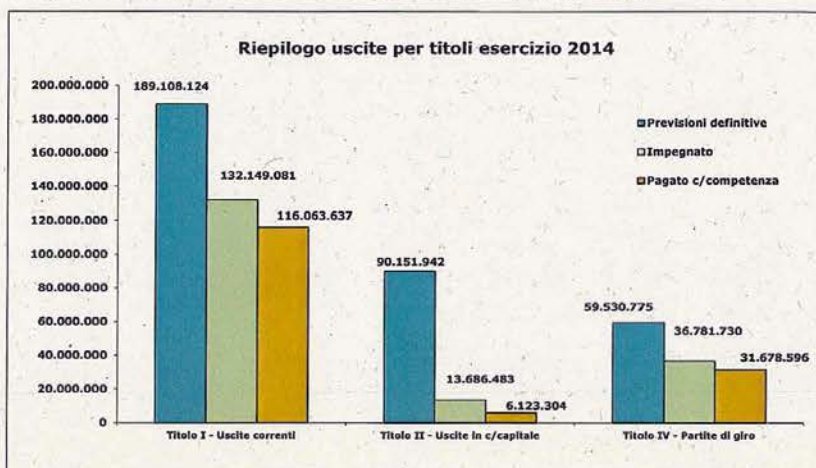 Riepilogo uscite per titoli esercizio 2014
200.000.000
180.000.000
160.000.000
140.000.000
120.000.000
100.000.000
80.000.000
60.000.000
40.000.000
20.000.000
0
189.108.124
132.149.081
116.063.637
90.151.942
13.686.483
6.123.304
59.530.775
36.781.730
31.678.596
Previsioni definitive
Impegnato
Pagato c/competenza
Titolo I - Uscite correnti
Titolo II - Uscite in c/capitale
Titolo IV - Partite di giro